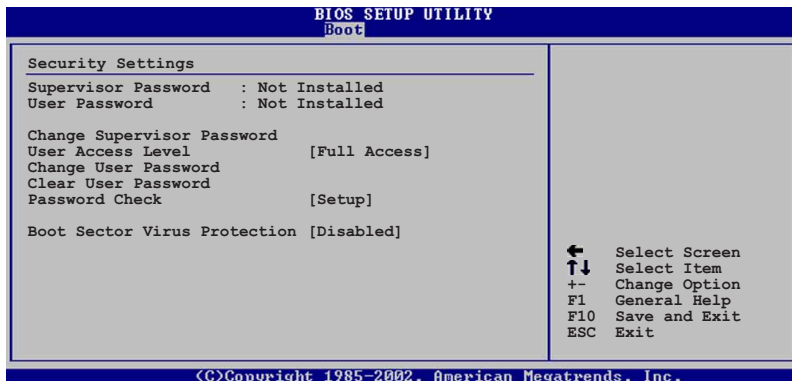 BIOS SETUP UTILITY
Boot
Security Settings
Supervisor Password : Not Installed
User Password : Not Installed
Change Supervisor Password
User Access Level [Full Access]
Change User Password
Clear User Password
Password Check [Setup]
Boot Sector Virus Protection [Disabled]
← Select Screen
↑↓ Select Item
+- Change Option
F1 General Help
F10 Save and Exit
ESC Exit
(C)Copyright 1985-2002, American Megatrends, Inc.